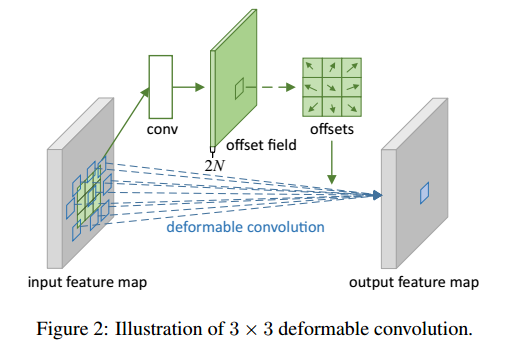 conv
offset field
offsets
2N
deformable convolution
input feature map
output feature map
Figure 2: Illustration of 3 × 3 deformable convolution.